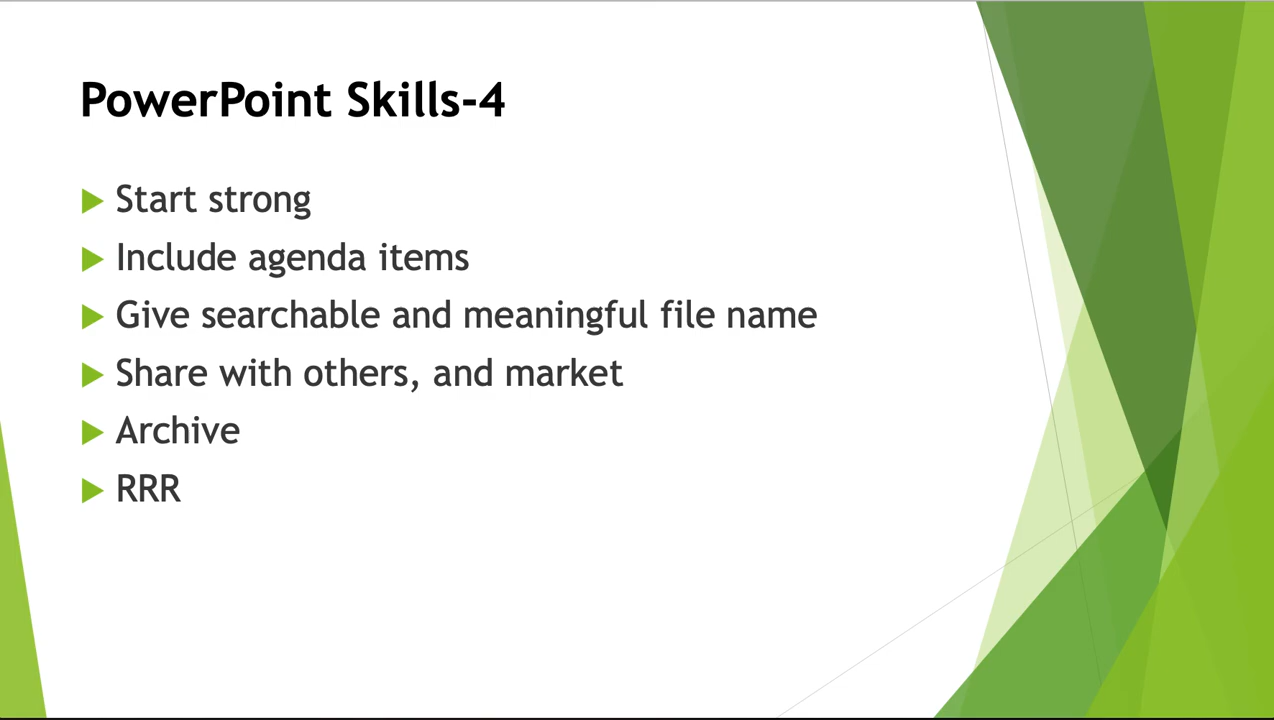 PowerPoint Skills-4
Start strong
Include agenda items
Give searchable and meaningful file name
Share with others, and market
Archive
RRR